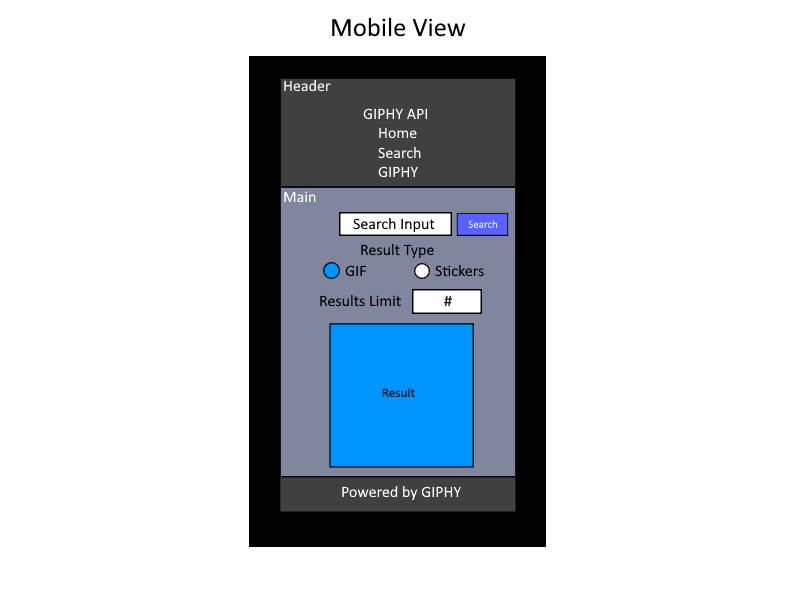 Mobile View
Header
GIPHY API
Home
Search
GIPHY
Main
Search Input Search
Result Type
GIF Stickers
Results Limit #
Result
Powered by GIPHY